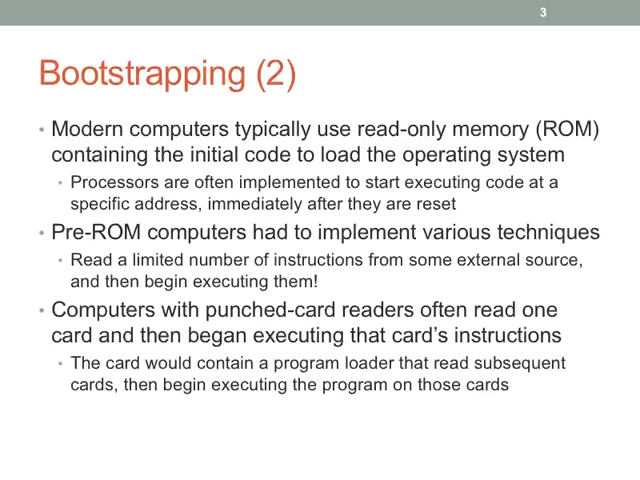 3
Bootstrapping (2)
• Modern computers typically use read-only memory (ROM)
containing the initial code to load the operating system
• Processors are often implemented to start executing code at a
specific address, immediately after they are reset
• Pre-ROM computers had to implement various techniques
• Read a limited number of instructions from some external source,
and then begin executing them!
• Computers with punched-card readers often read one
card and then began executing that card's instructions
• The card would contain a program loader that read subsequent
cards, then begin executing the program on those cards